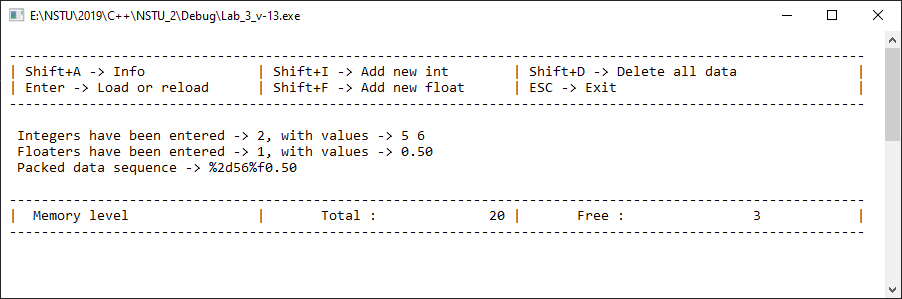 E:\NSTU\2019\C++\NSTU_2\Debug\Lab_3_v-13.exe
-----------------------------------------------------------------------------------------------------------
| Shift+A -> Info              | Shift+I -> Add new int        | Shift+D -> Delete all data               |
| Enter -> Load or reload      | Shift+F -> Add new float      | ESC -> Exit                              |
-----------------------------------------------------------------------------------------------------------
Integers have been entered -> 2, with values -> 5 6
Floaters have been entered -> 1, with values -> 0.50
Packed data sequence -> %2d56%f0.50
-----------------------------------------------------------------------------------------------------------
|  Memory level                |       Total :              20 |       Free :                3            |
-----------------------------------------------------------------------------------------------------------